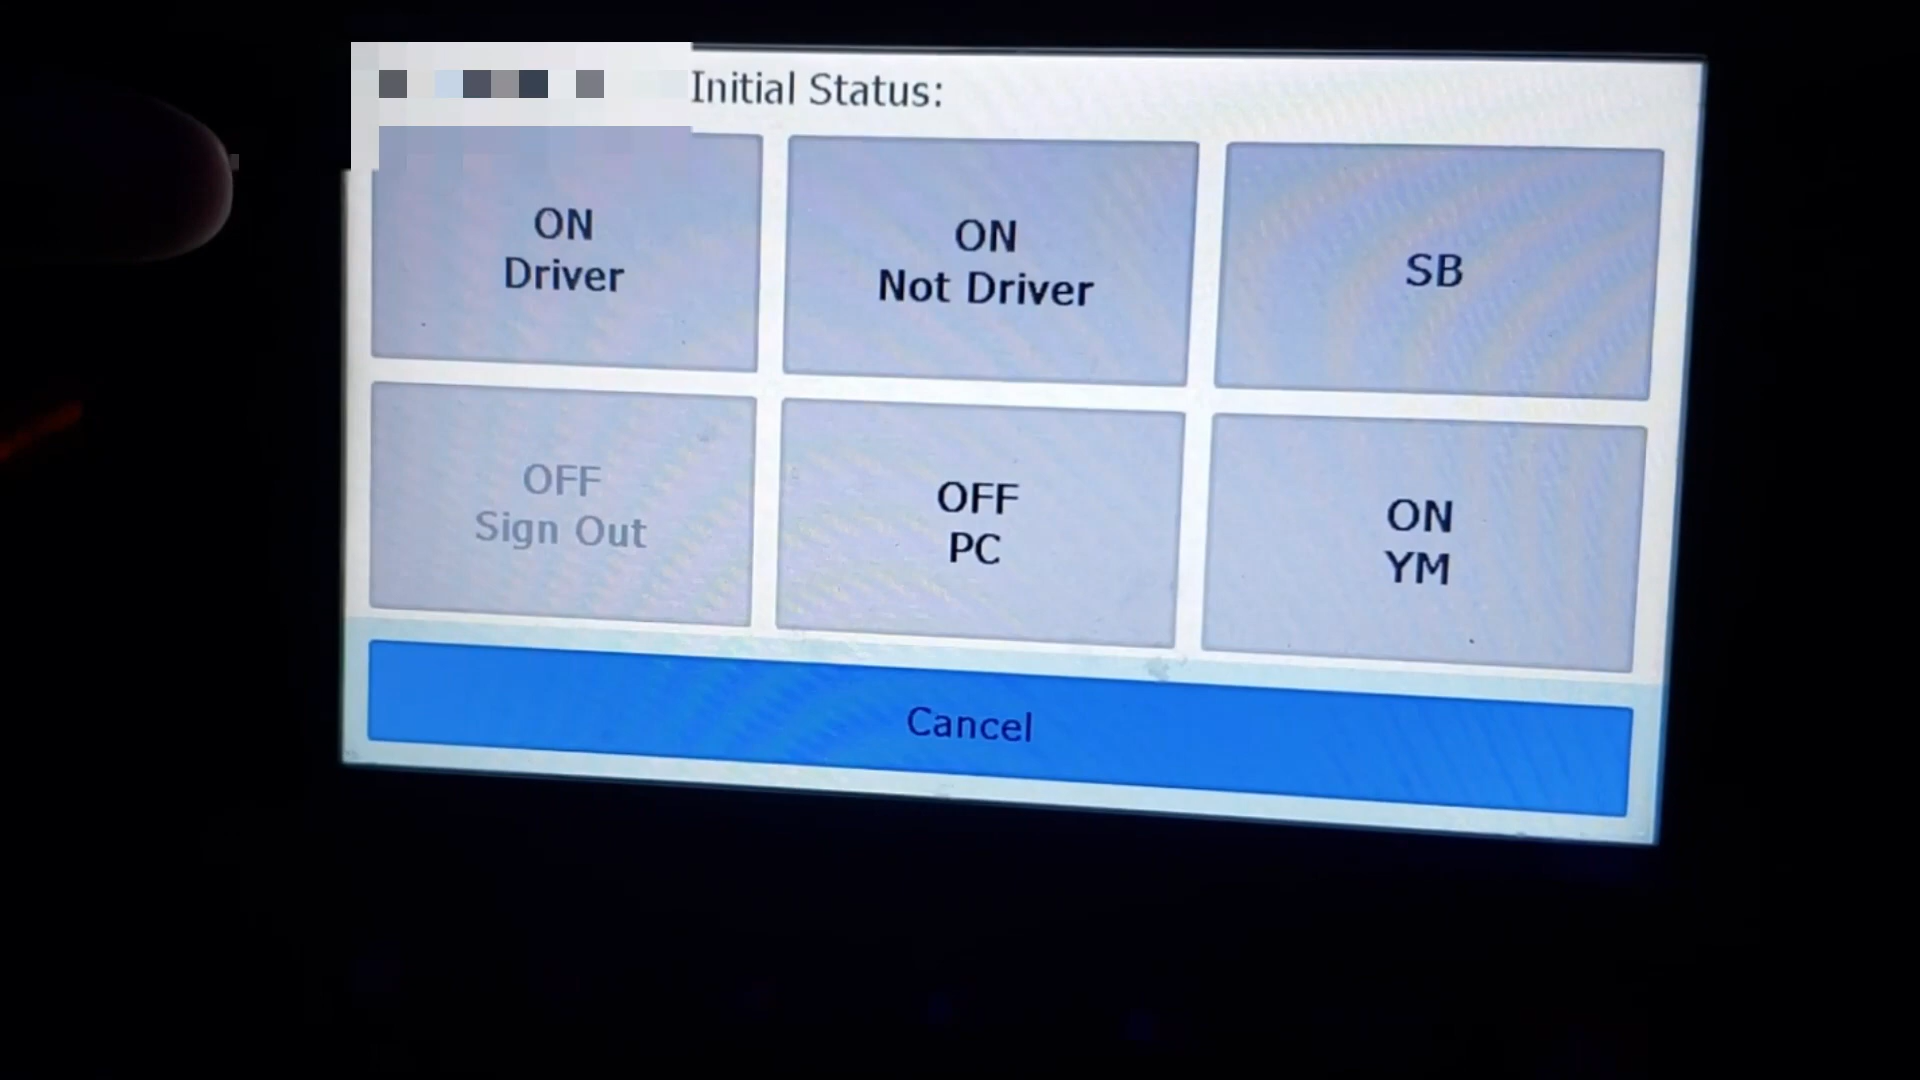 Initial Status:
ON
Driver
ON
Not Driver
SB
OFF
Sign Out
OFF
PC
ON
YM
Cancel